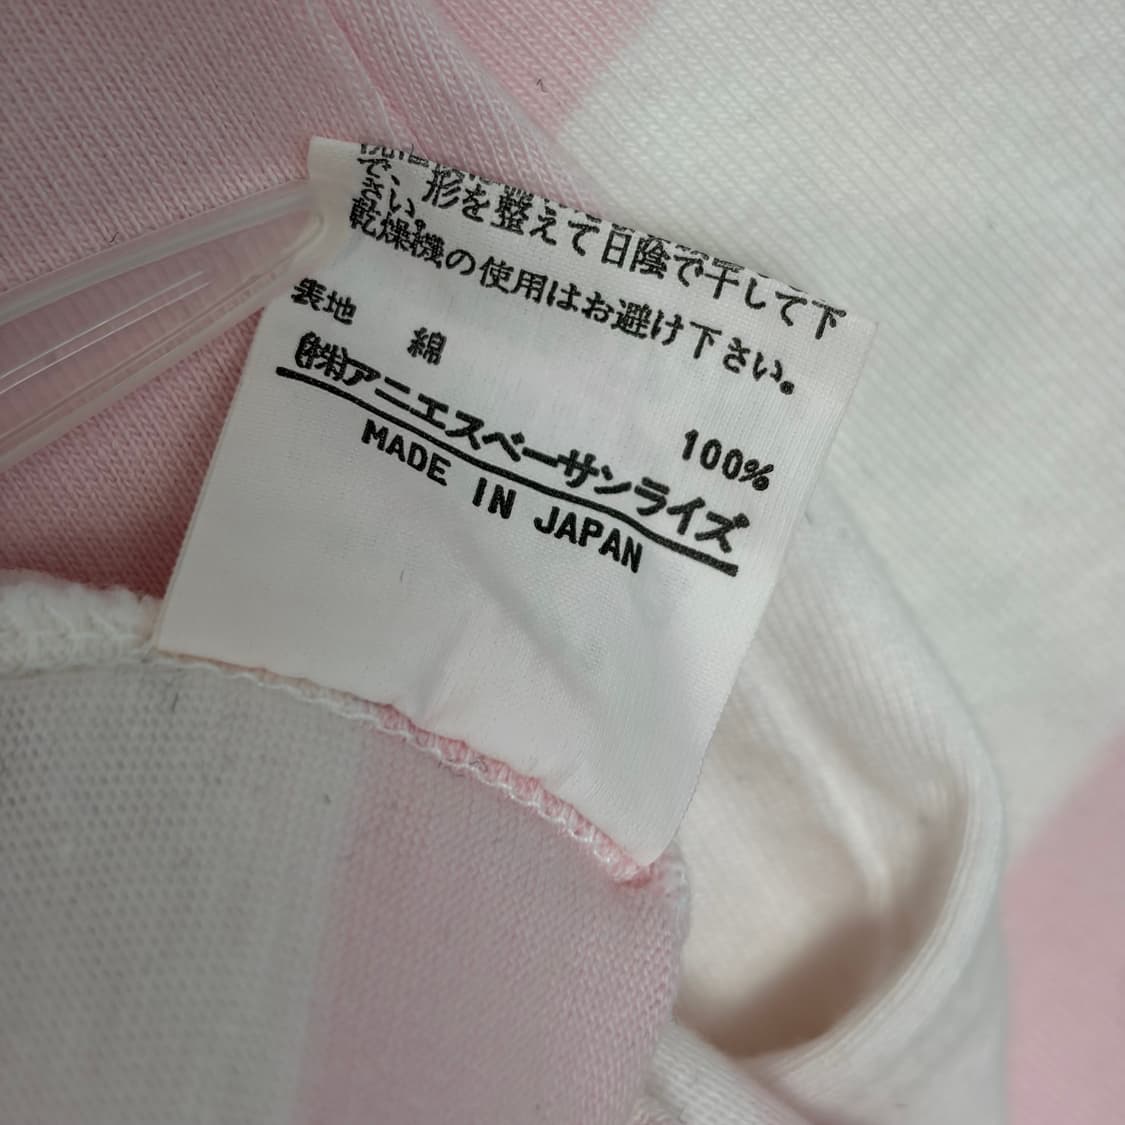 で、形を整えて日陰で干して下
さい。
乾燥機の使用はお避け下さい。
表地 綿 100%
(株)アニエスベーサンライズ
MADE IN JAPAN